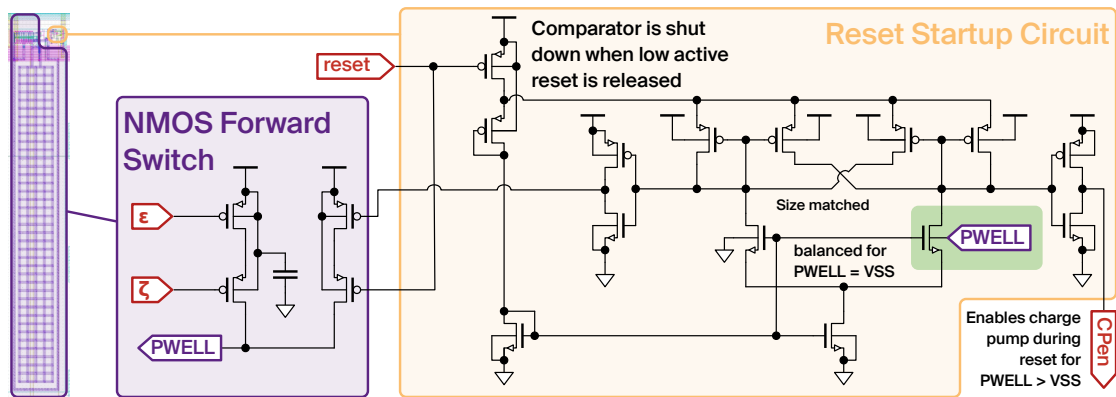 Reset Startup Circuit
Comparator is shut
down when low active
reset is released
reset
NMOS Forward
Switch
ε
ζ
PWELL
Size matched
balanced for
PWELL = VSS
PWELL
Enables charge
pump during
reset for
PWELL > VSS
CPen